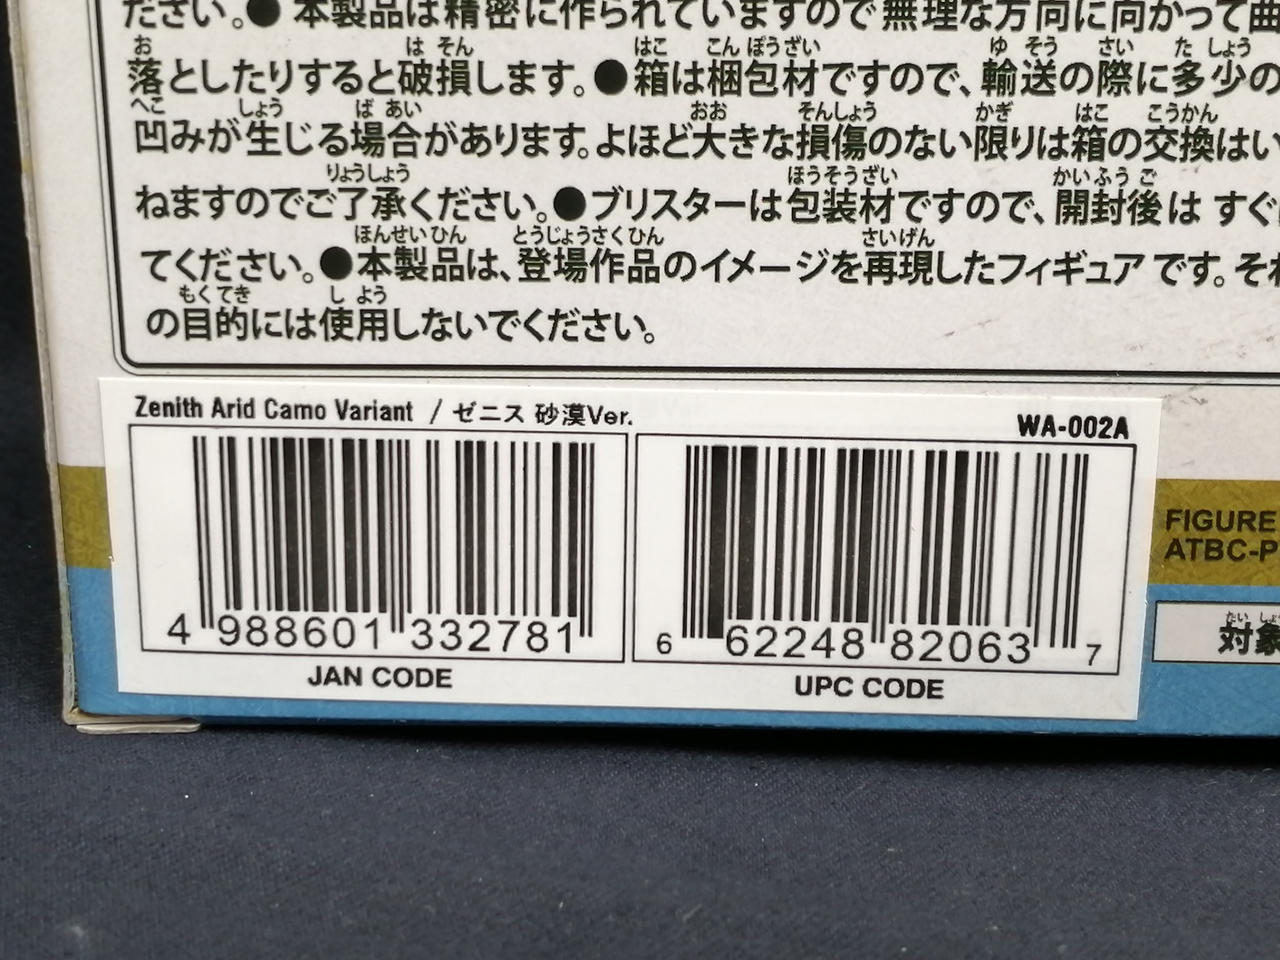 ださい。● 本製品は精密に作られていますので無理な方向に向かって曲
落としたりすると破損します。●箱は梱包材ですので、輸送の際に多少の
凹みが生じる場合があります。よほど大きな損傷のない限りは箱の交換はい
ねますのでご了承ください。●ブリスターは包装材ですので、開封後は すぐ
てください。●本製品は、登場作品のイメージを再現したフィギュア です。それ
の目的には使用しないでください。
Zenith Arid Camo Variant / ゼニス 砂漠Ver.
WA-002A
4 988601 332781
JAN CODE
6 62248 82063 7
UPC CODE
FIGURE
ATBC-P
対象